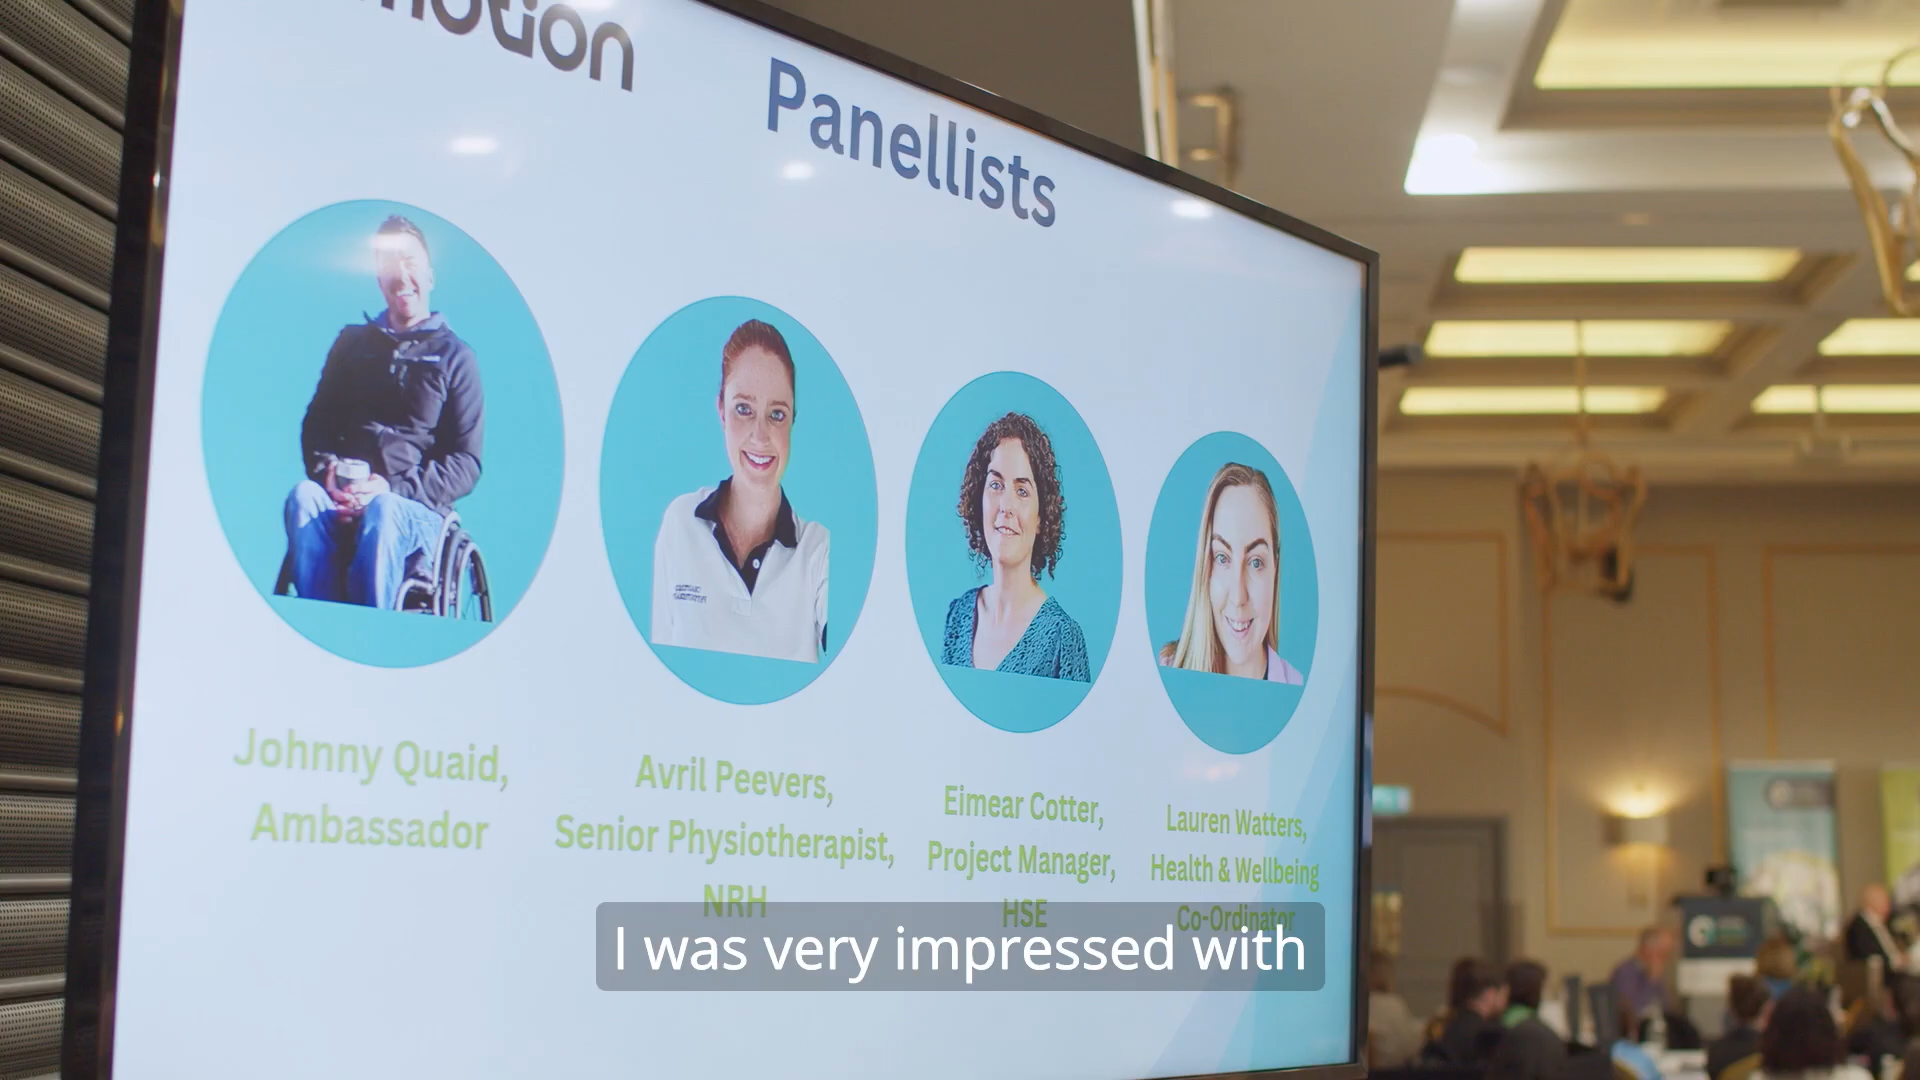 Panellists
Johnny Quaid,
Ambassador
Avril Peevers,
Senior Physiotherapist,
NRH
Eimear Cotter,
Project Manager,
HSE
Lauren Watters,
Health & Wellbeing
Co-Ordinator
I was very impressed with